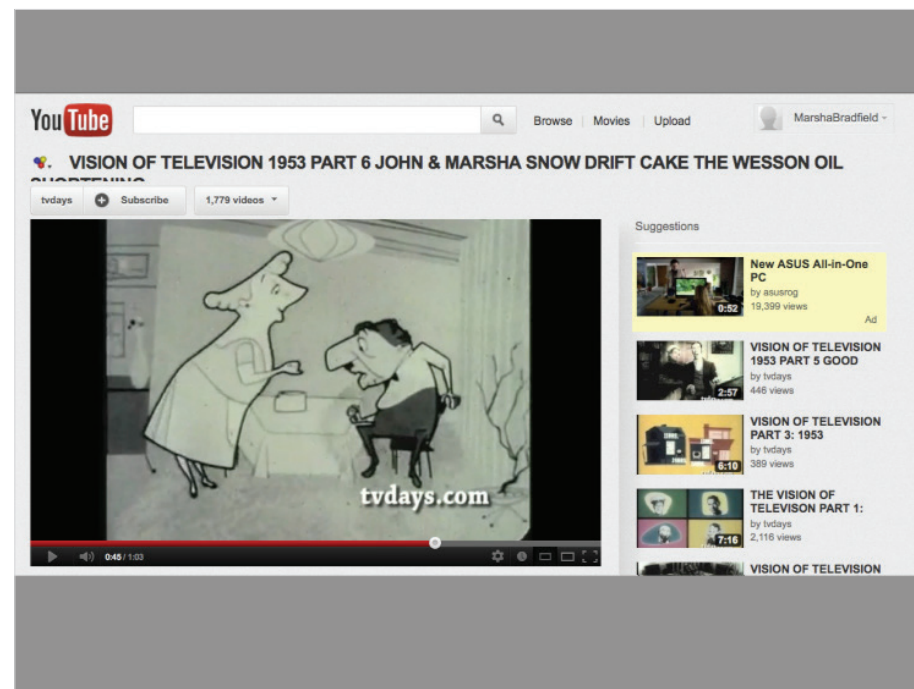 YouTube
Browse Movies Upload MarshaBradfield
VISION OF TELEVISION 1953 PART 6 JOHN & MARSHA SNOW DRIFT CAKE THE WESSON OIL
SHORTENING
tvdays Subscribe 1,779 videos
Suggestions
tvdays.com
0:45 / 1:03
New ASUS All-in-One
PC
by asusrog
19,399 views
Ad
0:52
VISION OF TELEVISION
1953 PART 5 GOOD
by tvdays
446 views
2:57
VISION OF TELEVISION
PART 3: 1953
by tvdays
389 views
6:10
THE VISION OF
TELEVISON PART 1:
by tvdays
2,116 views
7:16
VISION OF TELEVISION